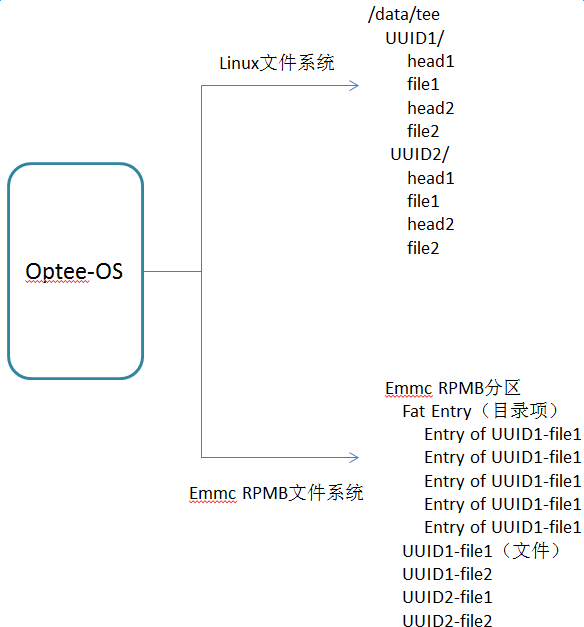 /data/tee
UUID1/
head1
file1
head2
file2
UUID2/
head1
file1
head2
file2
Linux文件系统
Optee-OS
Emmc RPMB文件系统
Emmc RPMB分区
Fat Entry（目录项）
Entry of UUID1-file1
Entry of UUID1-file1
Entry of UUID1-file1
Entry of UUID1-file1
Entry of UUID1-file1
UUID1-file1（文件）
UUID1-file2
UUID2-file1
UUID2-file2